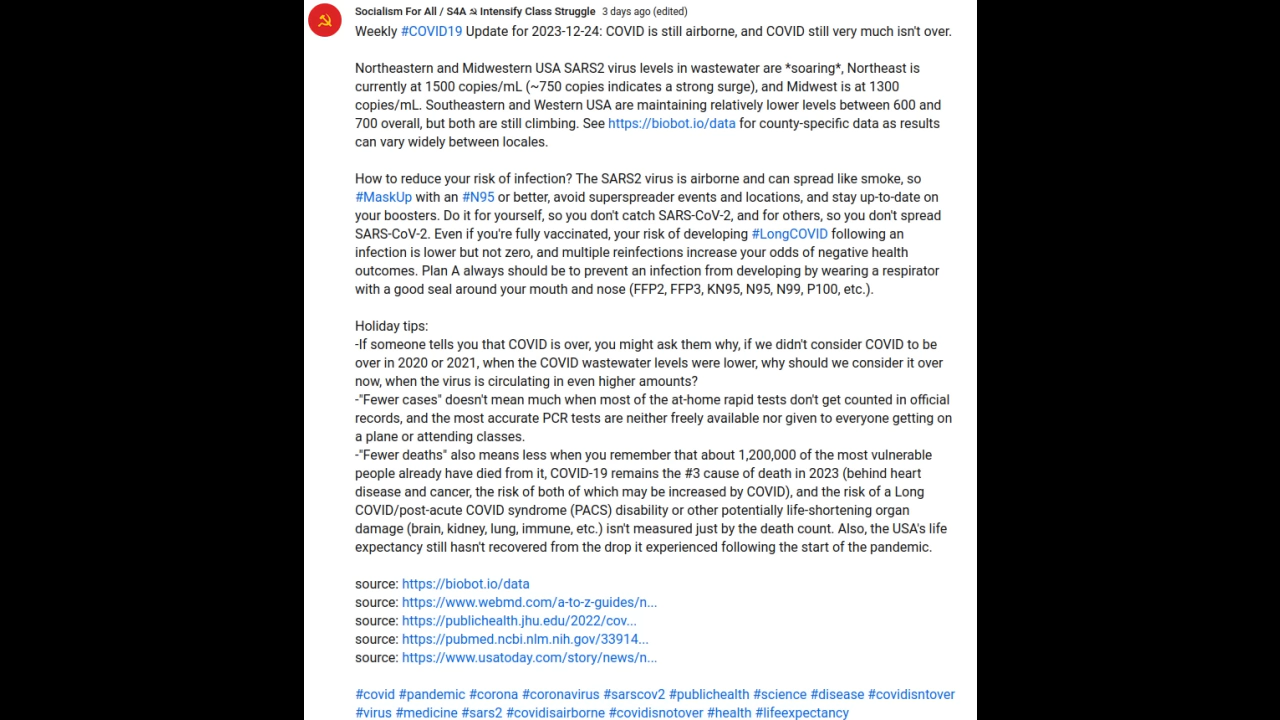 Socialism For All / S4A ☭ Intensify Class Struggle 3 days ago (edited)
Weekly #COVID19 Update for 2023-12-24: COVID is still airborne, and COVID still very much isn't over.
Northeastern and Midwestern USA SARS2 virus levels in wastewater are *soaring*, Northeast is
currently at 1500 copies/mL (~750 copies indicates a strong surge), and Midwest is at 1300
copies/mL. Southeastern and Western USA are maintaining relatively lower levels between 600 and
700 overall, but both are still climbing. See https://biobot.io/data for county-specific data as results
can vary widely between locales.
How to reduce your risk of infection? The SARS2 virus is airborne and can spread like smoke, so
#MaskUp with an #N95 or better, avoid superspreader events and locations, and stay up-to-date on
your boosters. Do it for yourself, so you don't catch SARS-CoV-2, and for others, so you don't spread
SARS-CoV-2. Even if you're fully vaccinated, your risk of developing #LongCOVID following an
infection is lower but not zero, and multiple reinfections increase your odds of negative health
outcomes. Plan A always should be to prevent an infection from developing by wearing a respirator
with a good seal around your mouth and nose (FFP2, FFP3, KN95, N95, N99, P100, etc.).
Holiday tips:
-If someone tells you that COVID is over, you might ask them why, if we didn't consider COVID to be
over in 2020 or 2021, when the COVID wastewater levels were lower, why should we consider it over
now, when the virus is circulating in even higher amounts?
-"Fewer cases" doesn't mean much when most of the at-home rapid tests don't get counted in official
records, and the most accurate PCR tests are neither freely available nor given to everyone getting on
a plane or attending classes.
-"Fewer deaths" also means less when you remember that about 1,200,000 of the most vulnerable
people already have died from it, COVID-19 remains the #3 cause of death in 2023 (behind heart
disease and cancer, the risk of both of which may be increased by COVID), and the risk of a Long
COVID/post-acute COVID syndrome (PACS) disability or other potentially life-shortening organ
damage (brain, kidney, lung, immune, etc.) isn't measured just by the death count. Also, the USA's life
expectancy still hasn't recovered from the drop it experienced following the start of the pandemic.
source: https://biobot.io/data
source: https://www.webmd.com/a-to-z-guides/n...
source: https://publichealth.jhu.edu/2022/cov...
source: https://pubmed.ncbi.nlm.nih.gov/33914...
source: https://www.usatoday.com/story/news/n...
#covid #pandemic #corona #coronavirus #sarscov2 #publichealth #science #disease #covidisntover
#virus #medicine #sars2 #covidisairborne #covidisnotover #health #lifeexpectancy